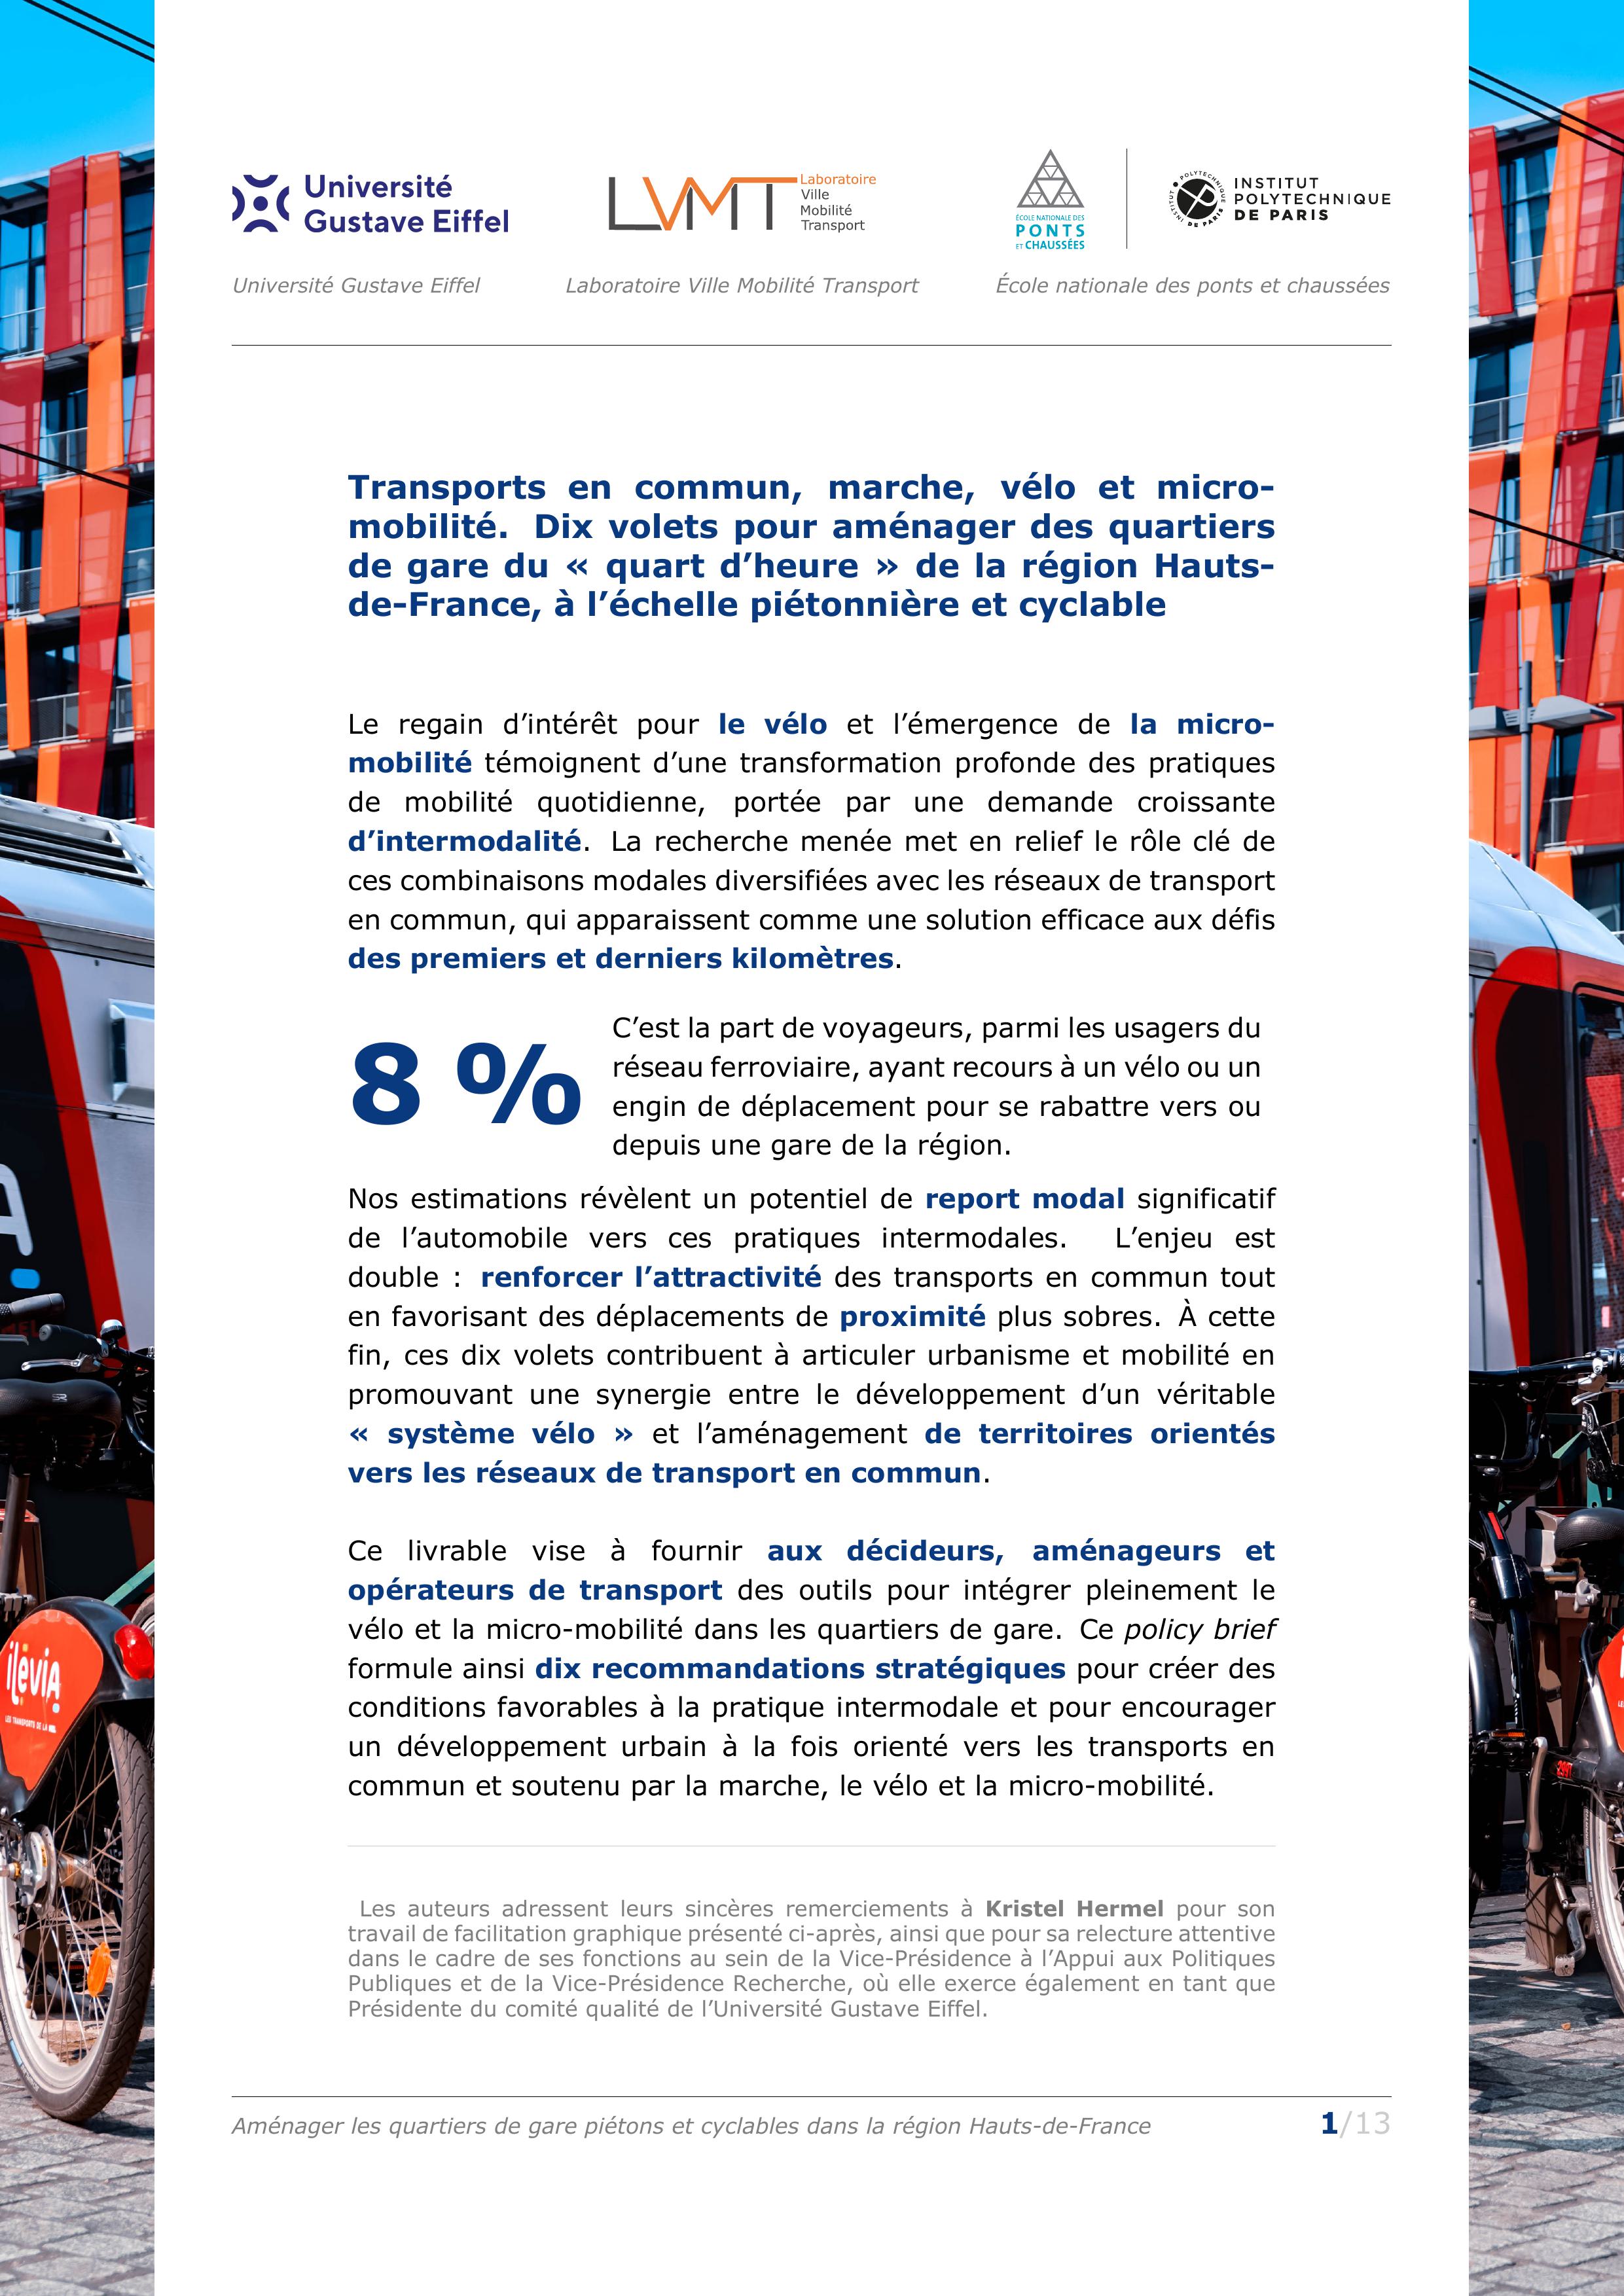 Université
Gustave Eiffel
LVMT
Laboratoire
Ville
Mobilité
Transport
ÉCOLE NATIONALE DES
PONTS
ET CHAUSSÉES
INSTITUT POLYTECHNIQUE DE PARIS
INSTITUT
POLYTECHNIQUE
DE PARIS
Université Gustave Eiffel
Laboratoire Ville Mobilité Transport
École nationale des ponts et chaussées
Transports en commun, marche, vélo et micro-
mobilité. Dix volets pour aménager des quartiers
de gare du « quart d’heure » de la région Hauts-
de-France, à l’échelle piétonnière et cyclable
Le regain d’intérêt pour le vélo et l’émergence de la micro-
mobilité témoignent d’une transformation profonde des pratiques
de mobilité quotidienne, portée par une demande croissante
d’intermodalité. La recherche menée met en relief le rôle clé de
ces combinaisons modales diversifiées avec les réseaux de transport
en commun, qui apparaissent comme une solution efficace aux défis
des premiers et derniers kilomètres.
8 %
C’est la part de voyageurs, parmi les usagers du
réseau ferroviaire, ayant recours à un vélo ou un
engin de déplacement pour se rabattre vers ou
depuis une gare de la région.
Nos estimations révèlent un potentiel de report modal significatif
de l’automobile vers ces pratiques intermodales. L’enjeu est
double : renforcer l’attractivité des transports en commun tout
en favorisant des déplacements de proximité plus sobres. À cette
fin, ces dix volets contribuent à articuler urbanisme et mobilité en
promouvant une synergie entre le développement d’un véritable
« système vélo » et l’aménagement de territoires orientés
vers les réseaux de transport en commun.
Ce livrable vise à fournir aux décideurs, aménageurs et
opérateurs de transport des outils pour intégrer pleinement le
vélo et la micro-mobilité dans les quartiers de gare. Ce policy brief
formule ainsi dix recommandations stratégiques pour créer des
conditions favorables à la pratique intermodale et pour encourager
un développement urbain à la fois orienté vers les transports en
commun et soutenu par la marche, le vélo et la micro-mobilité.
Les auteurs adressent leurs sincères remerciements à Kristel Hermel pour son
travail de facilitation graphique présenté ci-après, ainsi que pour sa relecture attentive
dans le cadre de ses fonctions au sein de la Vice-Présidence à l’Appui aux Politiques
Publiques et de la Vice-Présidence Recherche, où elle exerce également en tant que
Présidente du comité qualité de l’Université Gustave Eiffel.
Aménager les quartiers de gare piétons et cyclables dans la région Hauts-de-France
1/13
ilévia
LES TRANSPORTS DE LA MEL